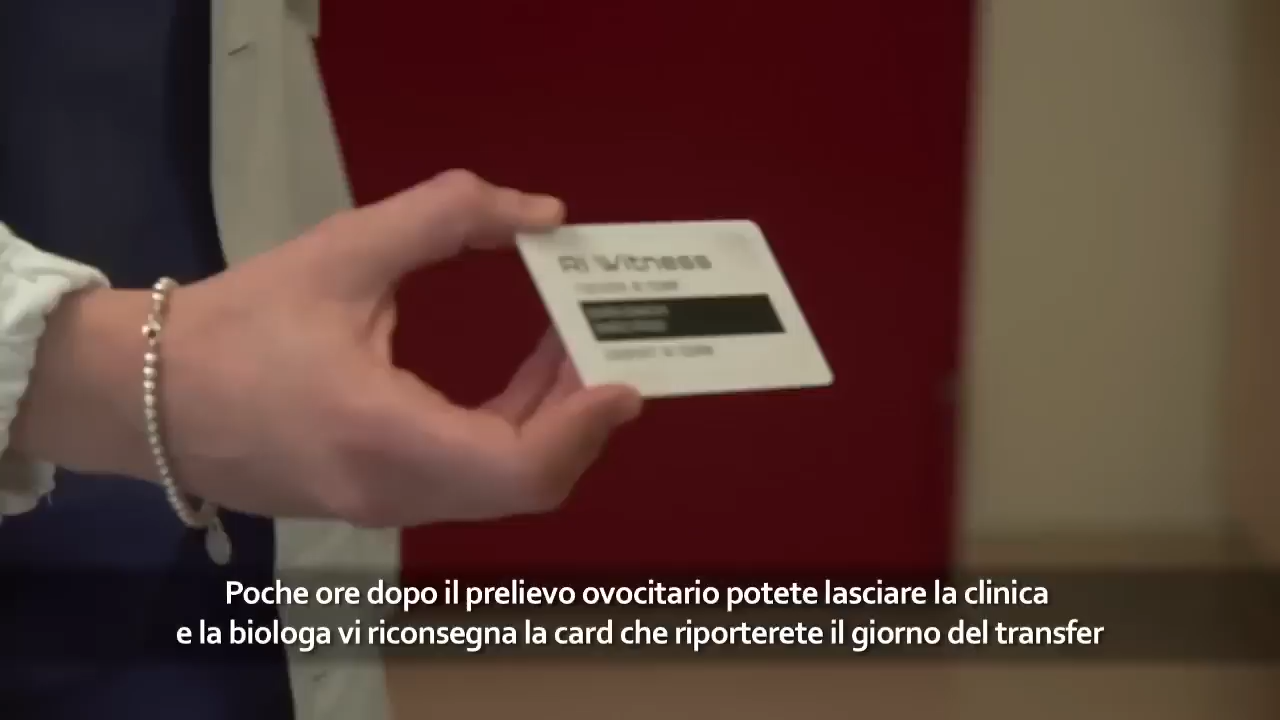 RI Witness
Poche ore dopo il prelievo ovocitario potete lasciare la clinica
e la biologa vi riconsegna la card che riporterete il giorno del transfer